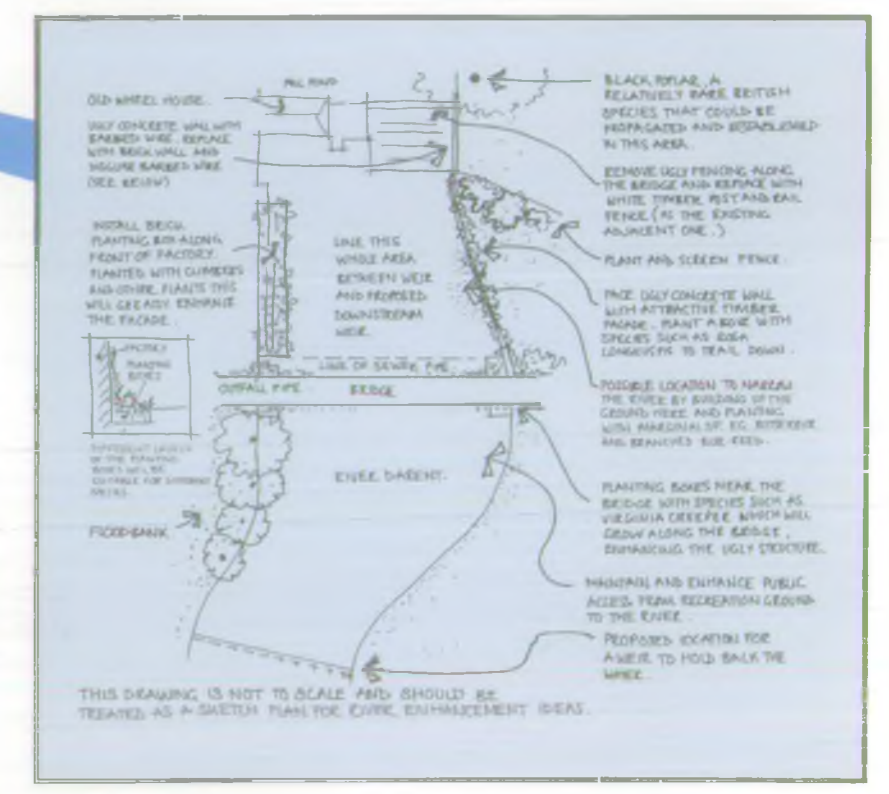 MILL POND
OLD WHEEL HOUSE.
UGLY CONCRETE WALL WITH
BARBED WIRE. REPLACE
WITH BRICK WALL AND
DISGUISE BARBED WIRE
(SEE BELOW)
INSTALL BRICK
PLANTING BOX ALONG
FRONT OF FACTORY.
PLANTED WITH CLIMBERS
AND OTHER PLANTS THIS
WILL GREATLY ENHANCE
THE FACADE.
FACTORY
PLANTING
BOXES
DIFFERENT LEVELS
OF THE PLANTING
BOXES WILL BE
SUITABLE FOR DIFFERENT
SPECIES.
FLOOD BANK
LINE THIS
WHOLE AREA
BETWEEN WEIR
AND PROPOSED
DOWNSTREAM
WEIR.
LINE OF SEWER PIPE
OUTFALL PIPE
BRIDGE
RIVER DARENT.
BLACK POPLAR, A
RELATIVELY RARE BRITISH
SPECIES THAT COULD BE
PROPAGATED AND ESTABLISHED
IN THIS AREA.
REMOVE UGLY FENCING ALONG
THE BRIDGE AND REPLACE WITH
WHITE TIMBER POST AND RAIL
FENCE (AS THE EXISTING
ADJACENT ONE.)
PLANT AND SCREEN FENCE.
FACE UGLY CONCRETE WALL
WITH ATTRACTIVE TIMBER
FACADE. PLANT ABOVE WITH
SPECIES SUCH AS ROSA
TO TRAIL DOWN.
POSSIBLE LOCATION TO NARROW
THE RIVER BY BUILDING UP THE
GROUND HERE AND PLANTING
WITH MARGINALS E.G.
AND BRANCHED BUR-REED.
PLANTING BOXES NEAR THE
BRIDGE WITH SPECIES SUCH AS
VIRGINIA CREEPER WHICH WILL
GROW ALONG THE BRIDGE,
ENHANCING THE UGLY STRUCTURE.
MAINTAIN AND ENHANCE PUBLIC
ACCESS FROM RECREATION GROUND
TO THE RIVER.
PROPOSED LOCATION FOR
A WEIR TO HOLD BACK THE
WATER.
THIS DRAWING IS NOT TO SCALE AND SHOULD BE
TREATED AS A SKETCH PLAN FOR RIVER ENHANCEMENT IDEAS.